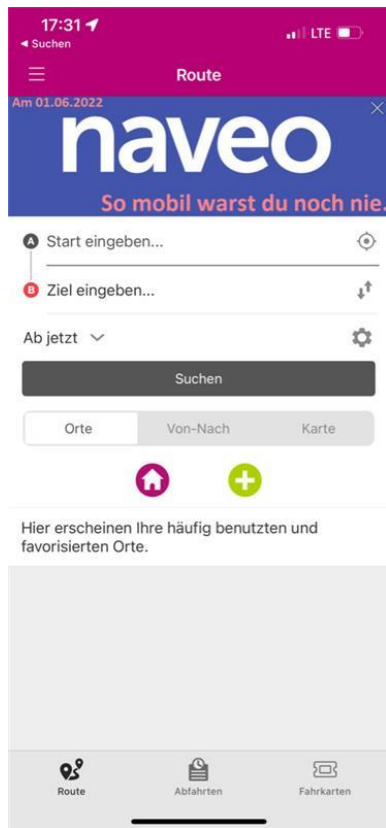 17:31
◄ Suchen
LTE
Route
Am 01.06.2022
naveo
So mobil warst du noch nie.
A Start eingeben...
B Ziel eingeben...
Ab jetzt
Suchen
Orte Von-Nach Karte
Hier erscheinen Ihre häufig benutzten und
favorisierten Orte.
Route Abfahrten Fahrkarten